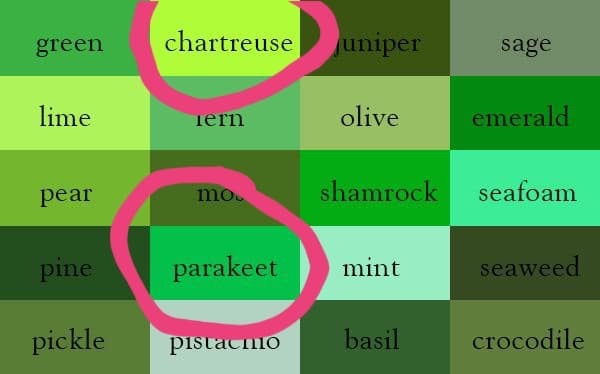 green chartreuse juniper sage
lime fern olive emerald
pear moss shamrock seafoam
pine parakeet mint seaweed
pickle pistachio basil crocodile